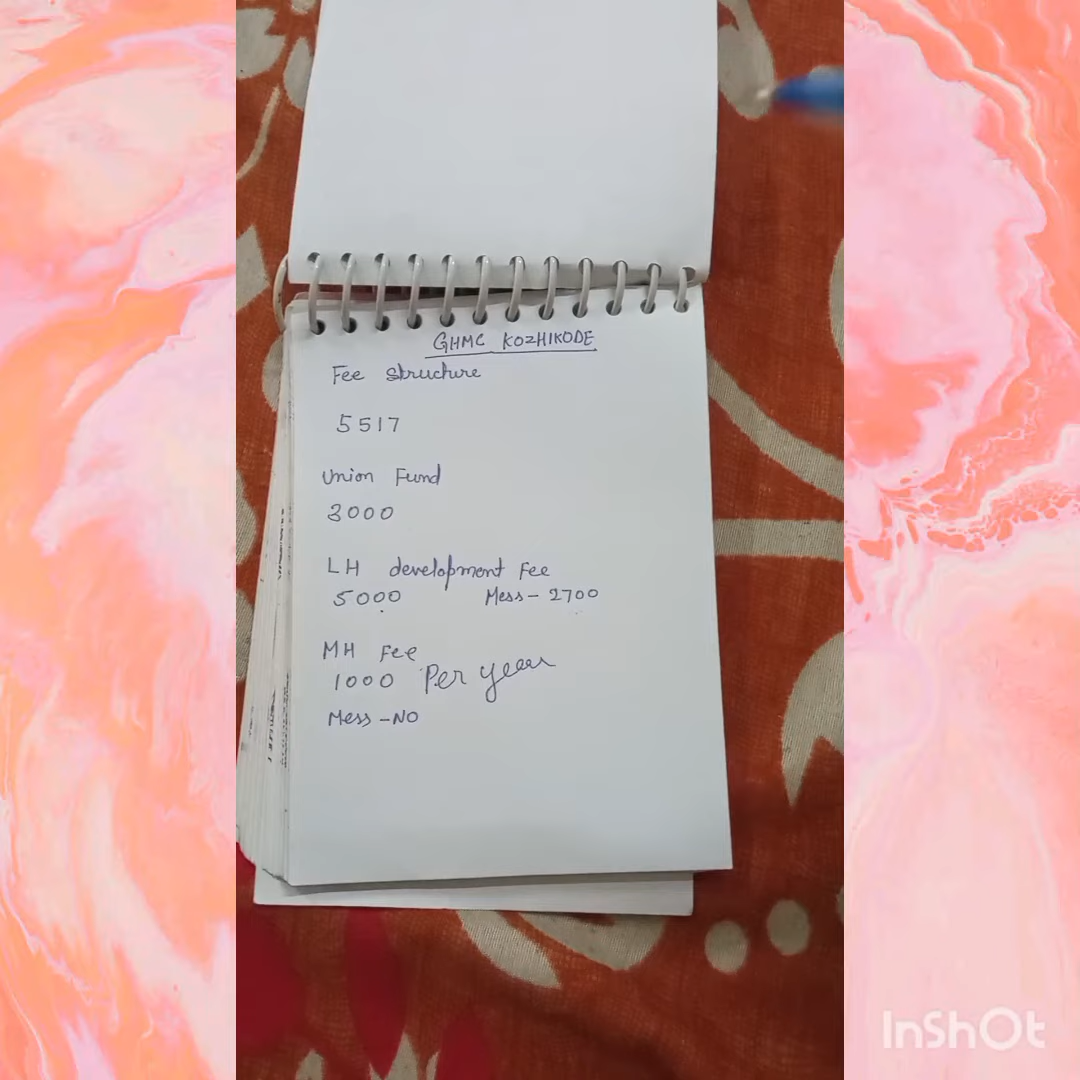 GHMC KOZHIKODE
Fee structure
5517
Union Fund
3000
LH development Fee
5000 Mess - 2700
MH Fee
1000 Per year
Mess - NO
InShOt